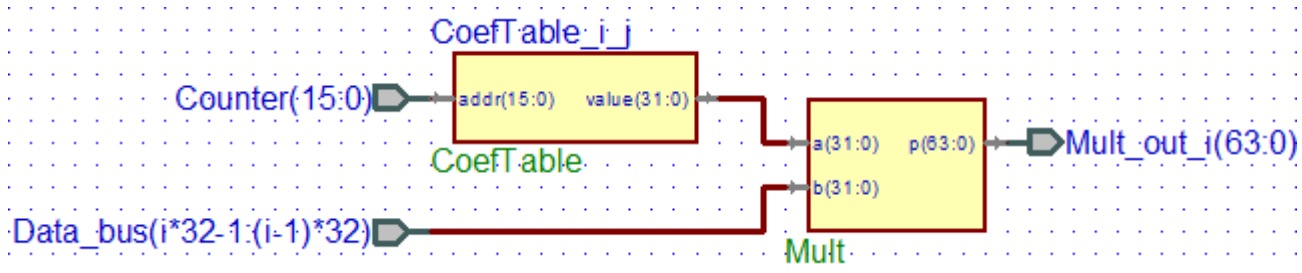 CoefTable_i_j
Counter(15:0)
addr(15:0) value(31:0)
CoefTable
a(31:0) p(63:0)
Mult_out_i(63:0)
b(31:0)
Data_bus(i*32-1:(i-1)*32)
Mult